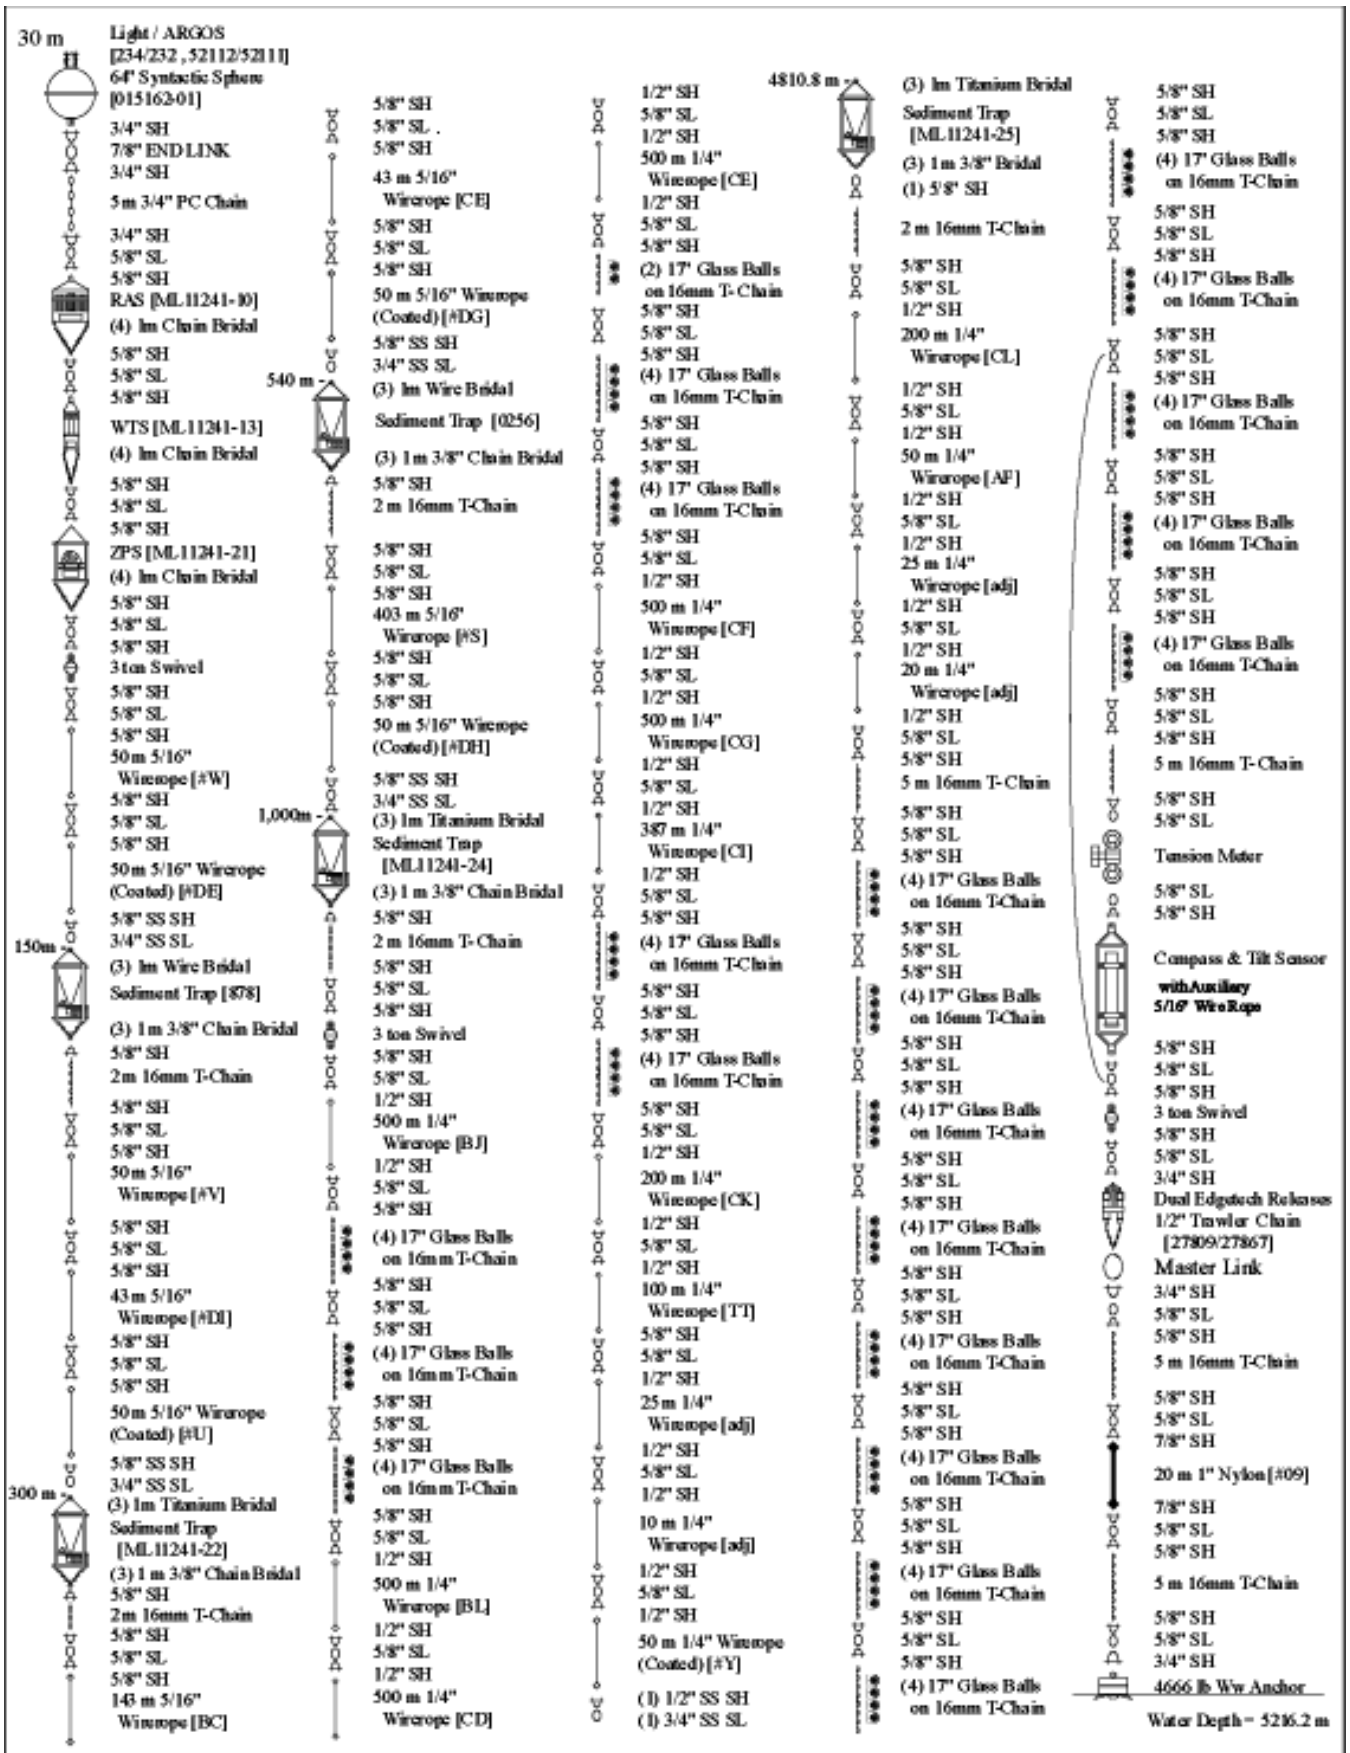 30 m
Light / ARGOS
[234/232 , 52112/52111]
64" Syntactic Sphere
[015162-01]
3/4" SH
7/8" END LINK
3/4" SH
5 m 3/4" PC Chain
3/4" SH
5/8" SL
5/8" SH
RAS [ML11241-10]
(4) 1m Chain Bridal
5/8" SH
5/8" SL
5/8" SH
WTS [ML11241-13]
(4) 1m Chain Bridal
5/8" SH
5/8" SL
5/8" SH
ZPS [ML11241-21]
(4) 1m Chain Bridal
5/8" SH
5/8" SL
5/8" SH
3 ton Swivel
5/8" SH
5/8" SL
5/8" SH
50 m 5/16"
Wirerope [#W]
5/8" SH
5/8" SL
5/8" SH
50 m 5/16" Wirerope
(Coated) [#DE]
5/8" SS SH
3/4" SS SL
150m
(3) 1m Wire Bridal
Sediment Trap [878]
(3) 1 m 3/8" Chain Bridal
5/8" SH
2 m 16mm T-Chain
5/8" SH
5/8" SL
5/8" SH
50 m 5/16"
Wirerope [#V]
5/8" SH
5/8" SL
5/8" SH
43 m 5/16"
Wirerope [#DI]
5/8" SH
5/8" SL
5/8" SH
50 m 5/16" Wirerope
(Coated) [#U]
5/8" SS SH
3/4" SS SL
300 m
(3) 1m Titanium Bridal
Sediment Trap
[ML11241-22]
(3) 1 m 3/8" Chain Bridal
5/8" SH
2 m 16mm T-Chain
5/8" SH
5/8" SL
5/8" SH
143 m 5/16"
Wirerope [BC]
5/8" SH
5/8" SL .
5/8" SH
43 m 5/16"
Wirerope [CE]
5/8" SH
5/8" SL
5/8" SH
50 m 5/16" Wirerope
(Coated) [#DG]
5/8" SS SH
3/4" SS SL
540 m
(3) 1m Wire Bridal
Sediment Trap [0256]
(3) 1 m 3/8" Chain Bridal
5/8" SH
2 m 16mm T-Chain
5/8" SH
5/8" SL
5/8" SH
403 m 5/16"
Wirerope [#S]
5/8" SH
5/8" SL
5/8" SH
50 m 5/16" Wirerope
(Coated) [#DH]
5/8" SS SH
3/4" SS SL
1,000m
(3) 1m Titanium Bridal
Sediment Trap
[ML11241-24]
(3) 1 m 3/8" Chain Bridal
5/8" SH
2 m 16mm T-Chain
5/8" SH
5/8" SL
5/8" SH
3 ton Swivel
5/8" SH
5/8" SL
1/2" SH
500 m 1/4"
Wirerope [BJ]
1/2" SH
5/8" SL
5/8" SH
(4) 17" Glass Balls
on 16mm T-Chain
5/8" SH
5/8" SL
5/8" SH
(4) 17" Glass Balls
on 16mm T-Chain
5/8" SH
5/8" SL
5/8" SH
(4) 17" Glass Balls
on 16mm T-Chain
5/8" SH
5/8" SL
1/2" SH
500 m 1/4"
Wirerope [BL]
1/2" SH
5/8" SL
1/2" SH
500 m 1/4"
Wirerope [CD]
1/2" SH
5/8" SL
1/2" SH
500 m 1/4"
Wirerope [CE]
1/2" SH
5/8" SL
5/8" SH
(2) 17" Glass Balls
on 16mm T-Chain
5/8" SH
5/8" SL
5/8" SH
(4) 17" Glass Balls
on 16mm T-Chain
5/8" SH
5/8" SL
5/8" SH
(4) 17" Glass Balls
on 16mm T-Chain
5/8" SH
5/8" SL
1/2" SH
500 m 1/4"
Wirerope [CF]
1/2" SH
5/8" SL
1/2" SH
500 m 1/4"
Wirerope [CG]
1/2" SH
5/8" SL
1/2" SH
387 m 1/4"
Wirerope [CI]
1/2" SH
5/8" SL
5/8" SH
(4) 17" Glass Balls
on 16mm T-Chain
5/8" SH
5/8" SL
5/8" SH
(4) 17" Glass Balls
on 16mm T-Chain
5/8" SH
5/8" SL
1/2" SH
200 m 1/4"
Wirerope [CK]
1/2" SH
5/8" SL
1/2" SH
100 m 1/4"
Wirerope [TT]
5/8" SH
5/8" SL
1/2" SH
25 m 1/4"
Wirerope [adj]
1/2" SH
5/8" SL
1/2" SH
10 m 1/4"
Wirerope [adj]
1/2" SH
5/8" SL
1/2" SH
50 m 1/4" Wirerope
(Coated) [#Y]
(1) 1/2" SS SH
(1) 3/4" SS SL
4810.8 m
(3) 1m Titanium Bridal
Sediment Trap
[ML11241-25]
(3) 1 m 3/8" Bridal
(1) 5/8" SH
2 m 16mm T-Chain
5/8" SH
5/8" SL
1/2" SH
200 m 1/4"
Wirerope [CL]
1/2" SH
5/8" SL
1/2" SH
50 m 1/4"
Wirerope [AF]
1/2" SH
5/8" SL
1/2" SH
25 m 1/4"
Wirerope [adj]
1/2" SH
5/8" SL
1/2" SH
20 m 1/4"
Wirerope [adj]
1/2" SH
5/8" SL
5/8" SH
5 m 16mm T-Chain
5/8" SH
5/8" SL
5/8" SH
(4) 17" Glass Balls
on 16mm T-Chain
5/8" SH
5/8" SL
5/8" SH
(4) 17" Glass Balls
on 16mm T-Chain
5/8" SH
5/8" SL
5/8" SH
(4) 17" Glass Balls
on 16mm T-Chain
5/8" SH
5/8" SL
5/8" SH
(4) 17" Glass Balls
on 16mm T-Chain
5/8" SH
5/8" SL
5/8" SH
(4) 17" Glass Balls
on 16mm T-Chain
5/8" SH
5/8" SL
5/8" SH
(4) 17" Glass Balls
on 16mm T-Chain
5/8" SH
5/8" SL
5/8" SH
(4) 17" Glass Balls
on 16mm T-Chain
5/8" SH
5/8" SL
5/8" SH
(4) 17" Glass Balls
on 16mm T-Chain
5/8" SH
5/8" SL
5/8" SH
(4) 17" Glass Balls
on 16mm T-Chain
5/8" SH
5/8" SL
5/8" SH
(4) 17" Glass Balls
on 16mm T-Chain
5/8" SH
5/8" SL
5/8" SH
(4) 17" Glass Balls
on 16mm T-Chain
5/8" SH
5/8" SL
5/8" SH
(4) 17" Glass Balls
on 16mm T-Chain
5/8" SH
5/8" SL
5/8" SH
(4) 17" Glass Balls
on 16mm T-Chain
5/8" SH
5/8" SL
5/8" SH
5 m 16mm T-Chain
5/8" SH
5/8" SL
Tension Meter
5/8" SL
5/8" SH
Compass & Tilt Sensor
with Auxiliary
5/16" Wire Rope
5/8" SH
5/8" SL
5/8" SH
3 ton Swivel
5/8" SH
5/8" SL
3/4" SH
Dual Edgetech Releases
1/2" Trawler Chain
[27809/27867]
Master Link
3/4" SH
5/8" SL
5/8" SH
5 m 16mm T-Chain
5/8" SH
5/8" SL
7/8" SH
20 m 1" Nylon [#09]
7/8" SH
5/8" SL
5/8" SH
5 m 16mm T-Chain
5/8" SH
5/8" SL
3/4" SH
4666 lb Ww Anchor
Water Depth = 5216.2 m